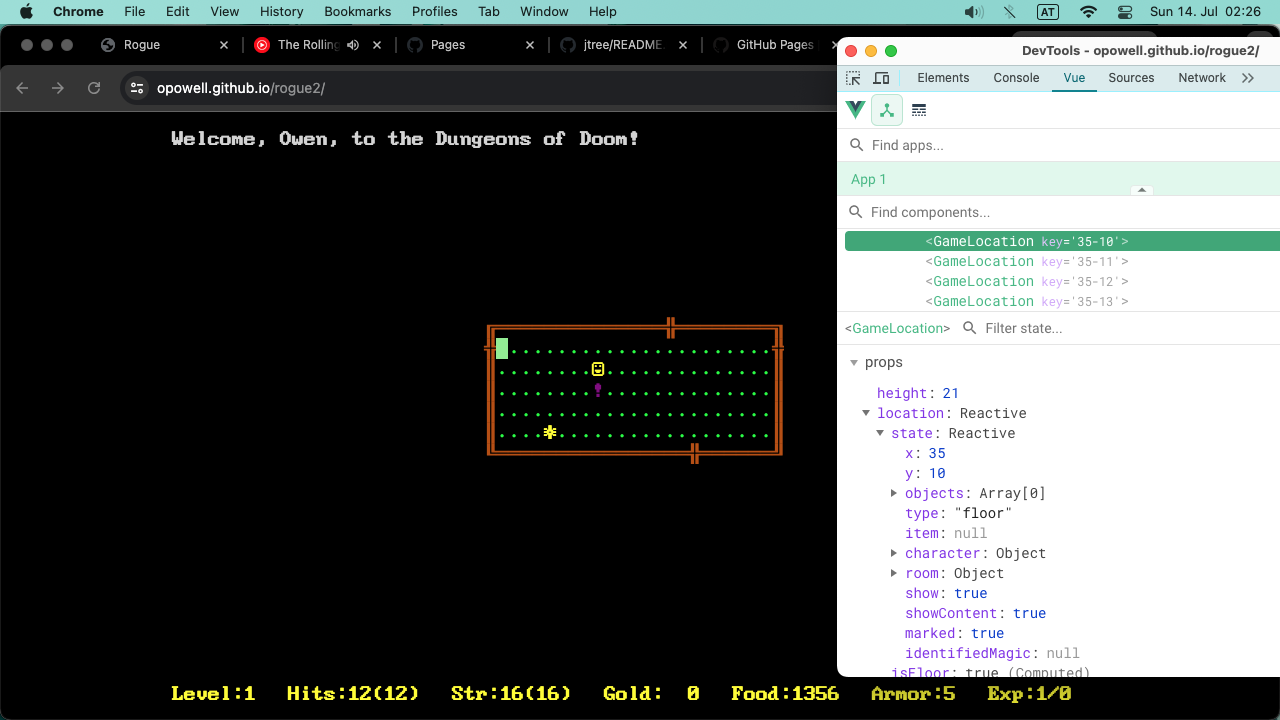 Chrome File Edit View History Bookmarks Profiles Tab Window Help AT Sun 14. Jul 02:26
Rogue The Rolling Pages jtree/README. GitHub Pages
opowell.github.io/rogue2/
Welcome, Owen, to the Dungeons of Doom!
Level:1 Hits:12(12) Str:16(16) Gold: 0 Food:1356 Armor:5 Exp:1/0
DevTools - opowell.github.io/rogue2/
Elements Console Vue Sources Network
Find apps...
App 1
Find components...
<GameLocation key='35-10'>
<GameLocation key='35-11'>
<GameLocation key='35-12'>
<GameLocation key='35-13'>
<GameLocation> Filter state...
props
height: 21
location: Reactive
state: Reactive
x: 35
y: 10
objects: Array[0]
type: "floor"
item: null
character: Object
room: Object
show: true
showContent: true
marked: true
identifiedMagic: null
isFloor: true (Computed)